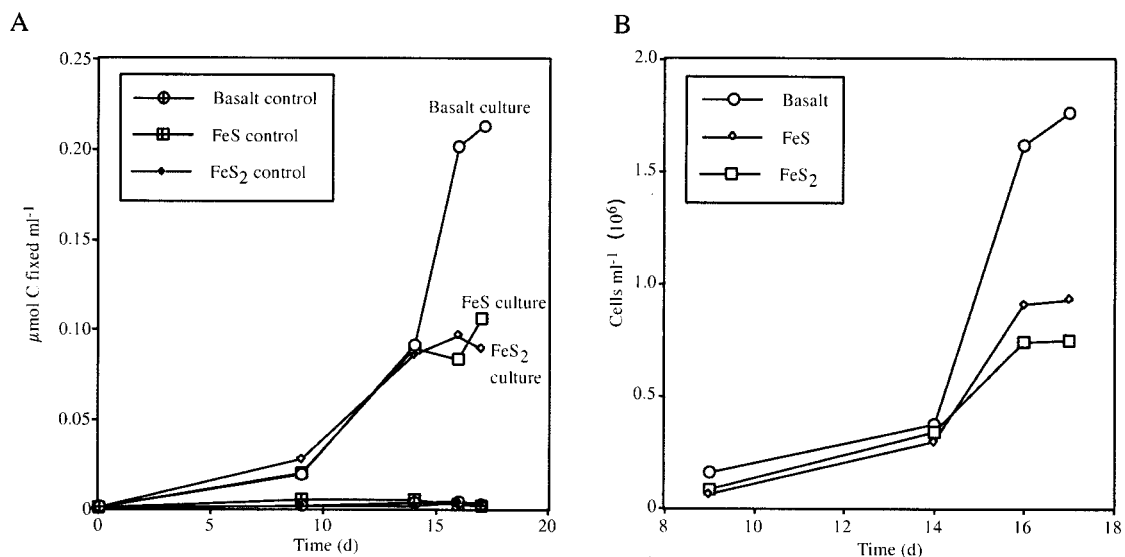 A
0.25
0.20
0.15
0.10
0.05
0
μmol C fixed ml-1
Basalt control
FeS control
FeS2 control
Basalt culture
FeS culture
FeS2
culture
0
5
10
15
20
Time (d)
B
2.0
1.5
1.0
0.5
0
Cells ml-1 (10^6)
Basalt
FeS
FeS2
8
10
12
14
16
18
Time (d)